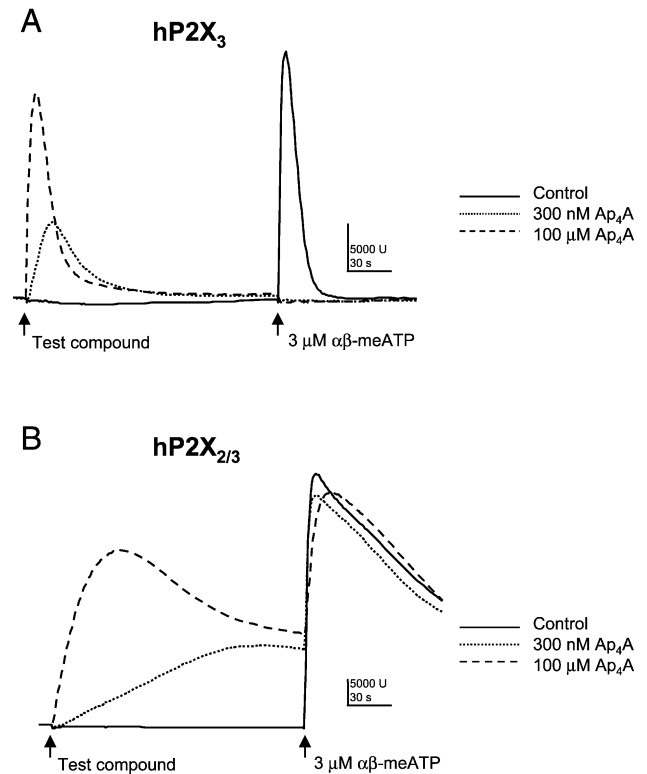 A
hP2X3
Control
300 nM Ap4A
100 μM Ap4A
5000 U
30 s
Test compound
3 μM αβ-meATP
B
hP2X2/3
Control
300 nM Ap4A
100 μM Ap4A
5000 U
30 s
Test compound
3 μM αβ-meATP